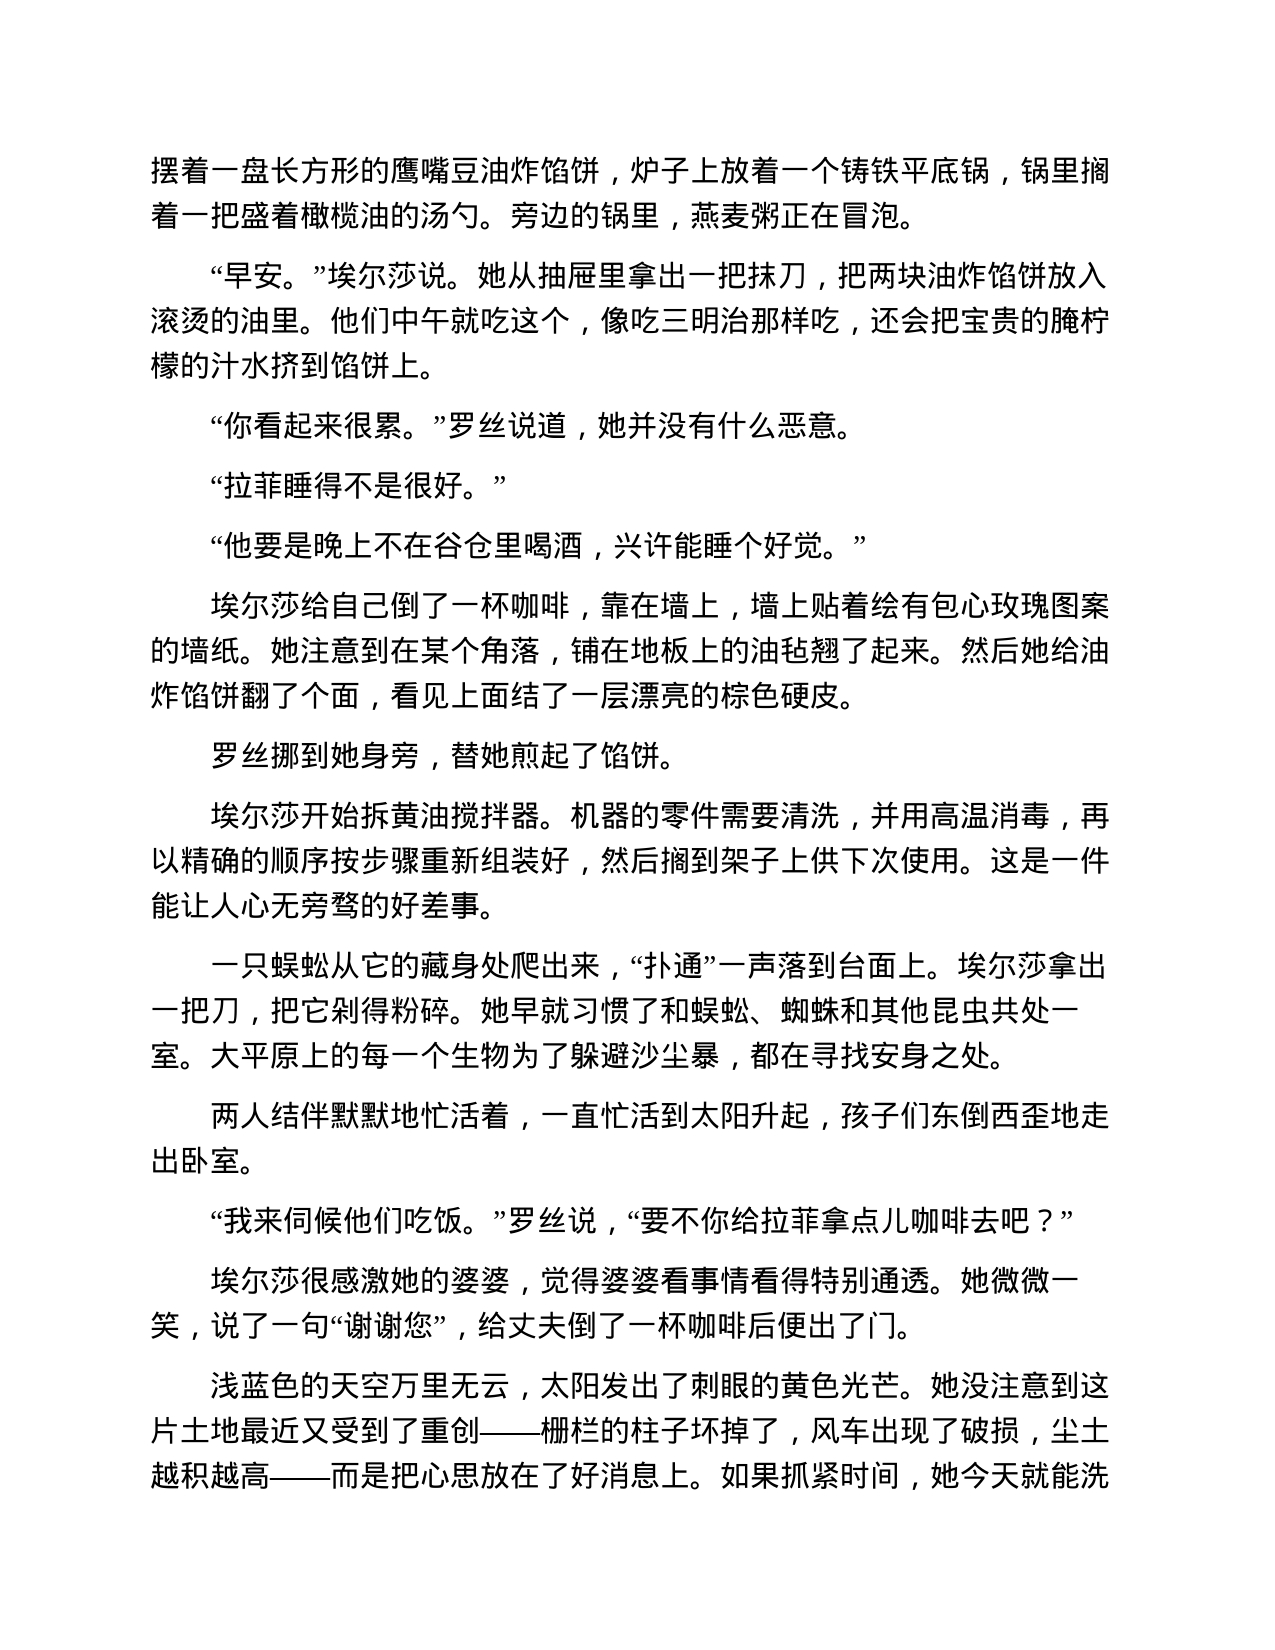 摆着一盘长方形的鹰嘴豆油炸馅饼，炉子上放着一个铸铁平底锅，锅里搁
着一把盛着橄榄油的汤勺。旁边的锅里，燕麦粥正在冒泡。
“早安。”埃尔莎说。她从抽屉里拿出一把抹刀，把两块油炸馅饼放入
滚烫的油里。他们中午就吃这个，像吃三明治那样吃，还会把宝贵的腌柠
檬的汁水挤到馅饼上。
“你看起来很累。”罗丝说道，她并没有什么恶意。
“拉菲睡得不是很好。”
“他要是晚上不在谷仓里喝酒，兴许能睡个好觉。”
埃尔莎给自己倒了一杯咖啡，靠在墙上，墙上贴着绘有包心玫瑰图案
的墙纸。她注意到在某个角落，铺在地板上的油毡翘了起来。然后她给油
炸馅饼翻了个面，看见上面结了一层漂亮的棕色硬皮。
罗丝挪到她身旁，替她煎起了馅饼。
埃尔莎开始拆黄油搅拌器。机器的零件需要清洗，并用高温消毒，再
以精确的顺序按步骤重新组装好，然后搁到架子上供下次使用。这是一件
能让人心无旁骛的好差事。
一只蜈蚣从它的藏身处爬出来，“扑通”一声落到台面上。埃尔莎拿出
一把刀，把它剁得粉碎。她早就习惯了和蜈蚣、蜘蛛和其他昆虫共处一
室。大平原上的每一个生物为了躲避沙尘暴，都在寻找安身之处。
两人结伴默默地忙活着，一直忙活到太阳升起，孩子们东倒西歪地走
出卧室。
“我来伺候他们吃饭。”罗丝说，“要不你给拉菲拿点儿咖啡去吧？”
埃尔莎很感激她的婆婆，觉得婆婆看事情看得特别通透。她微微一
笑，说了一句“谢谢您”，给丈夫倒了一杯咖啡后便出了门。
浅蓝色的天空万里无云，太阳发出了刺眼的黄色光芒。她没注意到这
片土地最近又受到了重创——栅栏的柱子坏掉了，风车出现了破损，尘土
越积越高——而是把心思放在了好消息上。如果抓紧时间，她今天就能洗